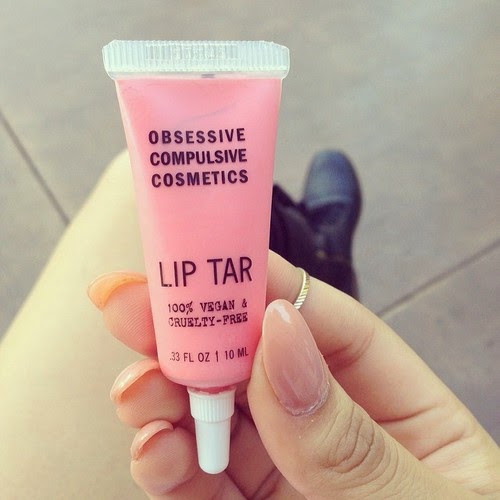 OBSESSIVE
COMPULSIVE
COSMETICS
LIP TAR
100% VEGAN &
CRUELTY-FREE
.33 FL OZ | 10 ML